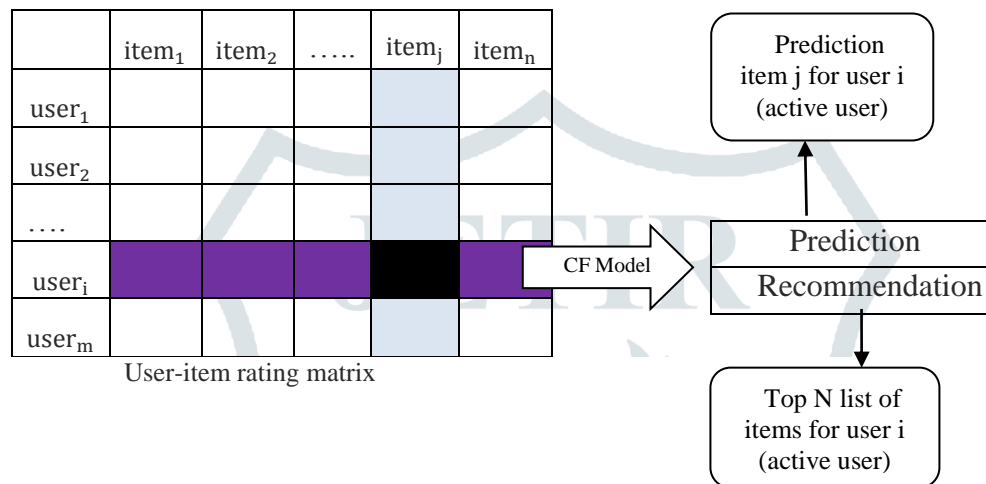 item₁ item₂ ..... itemⱼ itemₙ
user₁
user₂
....
userᵢ
userₘ
User-item rating matrix
CF Model
Prediction
item j for user i
(active user)
Prediction
Recommendation
Top N list of
items for user i
(active user)
JETIR